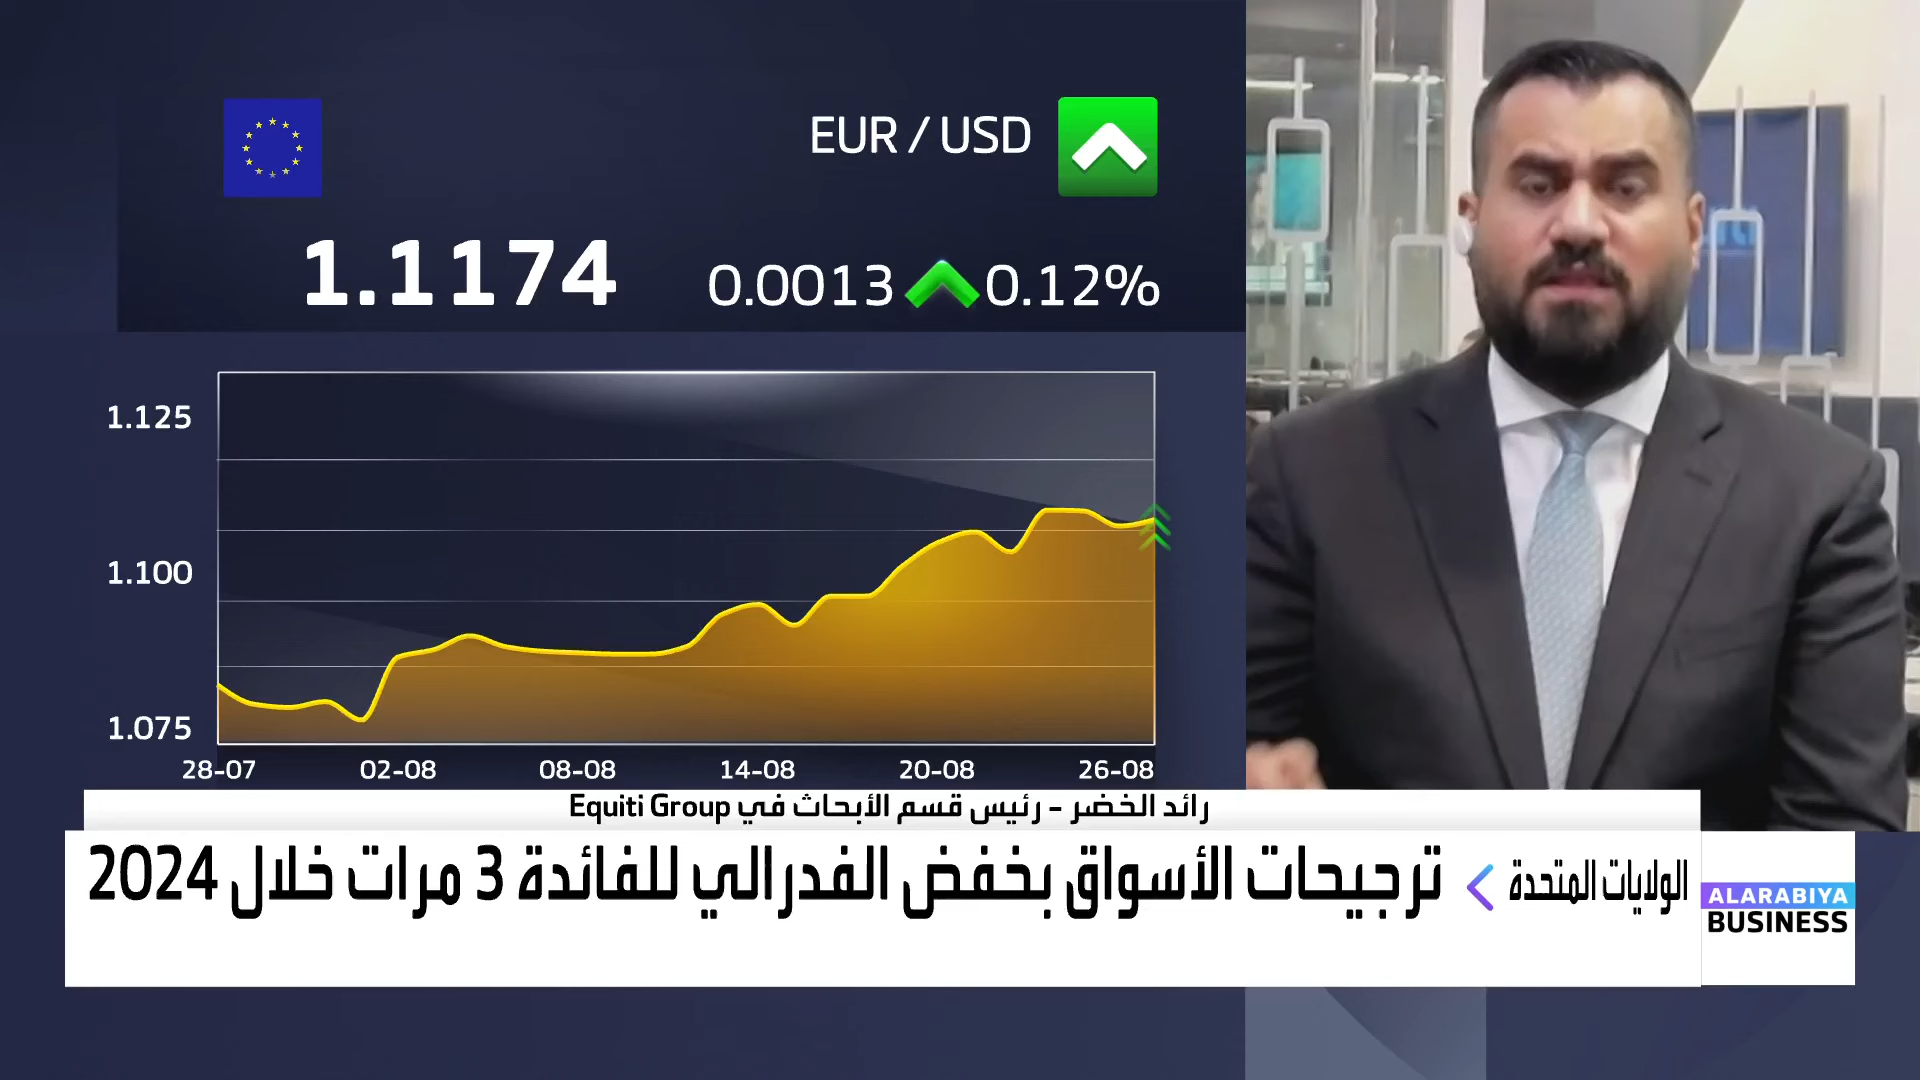 EUR / USD
1.1174 0.0013 0.12%
1.125
1.100
1.075
28-07 02-08 08-08 14-08 20-08 26-08
رائد الخضر - رئيس قسم الأبحاث في Equiti Group
الولايات المتحدة ترجيحات الأسواق بخفض الفدرالي للفائدة 3 مرات خلال 2024
ALARABIYA
BUSINESS